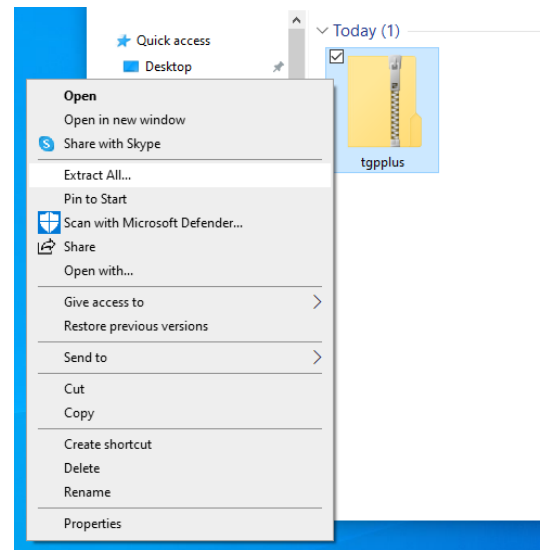 Quick access
Desktop
Today (1)
tgpplus
Open
Open in new window
Share with Skype
Extract All...
Pin to Start
Scan with Microsoft Defender...
Share
Open with...
Give access to
Restore previous versions
Send to
Cut
Copy
Create shortcut
Delete
Rename
Properties